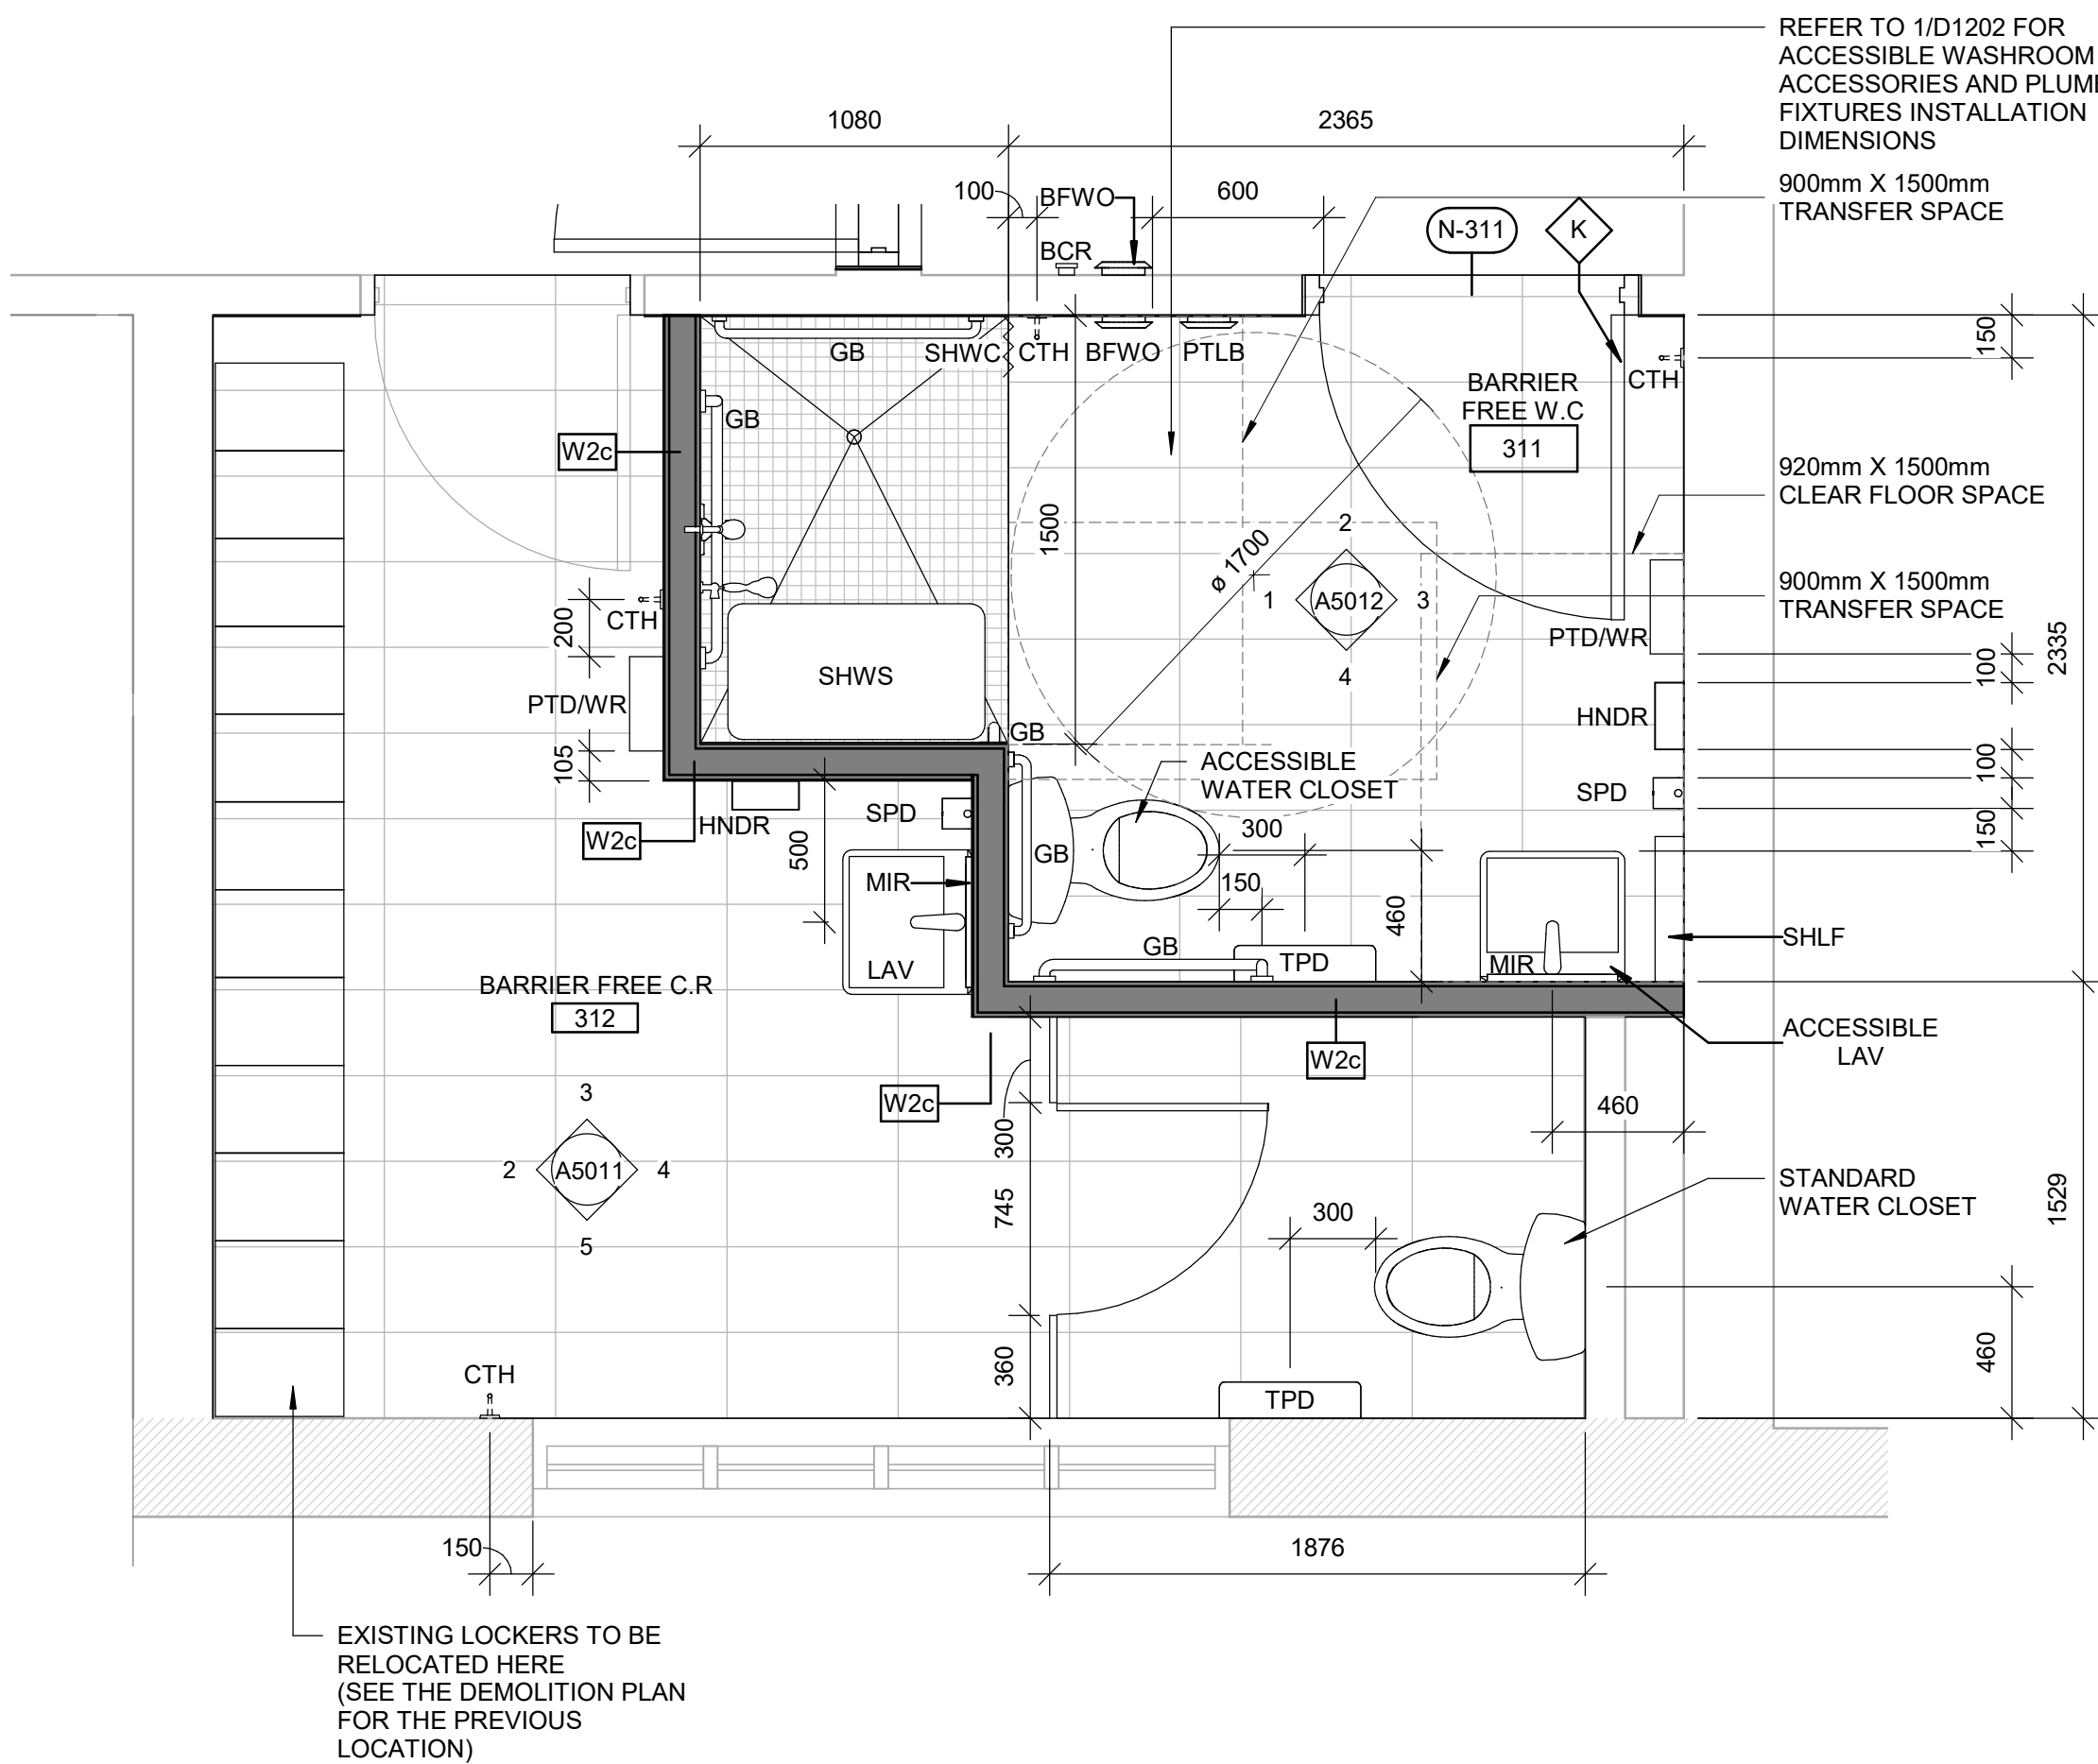 REFER TO 1/D1202 FOR
ACCESSIBLE WASHROOM
ACCESSORIES AND
FIXTURES INSTALLATION
DIMENSIONS
1080
2365
900mm X 1500mm
TRANSFER SPACE
100
BFWO
600
N-311
K
BCR
GB
SHWC
CTH
BFWO
PTLB
150
BARRIER
FREE W.C
311
CTH
GB
W2c
920mm X 1500mm
CLEAR FLOOR SPACE
1500
ø 1700
2
1
A5012
3
4
900mm X 1500mm
TRANSFER SPACE
CTH
200
PTD/WR
2335
SHWS
100
PTD/WR
HNDR
GB
105
ACCESSIBLE
WATER CLOSET
100
SPD
HNDR
SPD
W2c
500
300
150
GB
MIR
150
460
LAV
GB
TPD
MIR
SHLF
BARRIER FREE C.R
312
ACCESSIBLE
LAV
W2c
W2c
460
3
2
A5011
4
5
300
745
STANDARD
WATER CLOSET
1529
300
360
460
CTH
TPD
150
1876
EXISTING LOCKERS TO BE
RELOCATED HERE
(SEE THE DEMOLITION PLAN
FOR THE PREVIOUS
LOCATION)